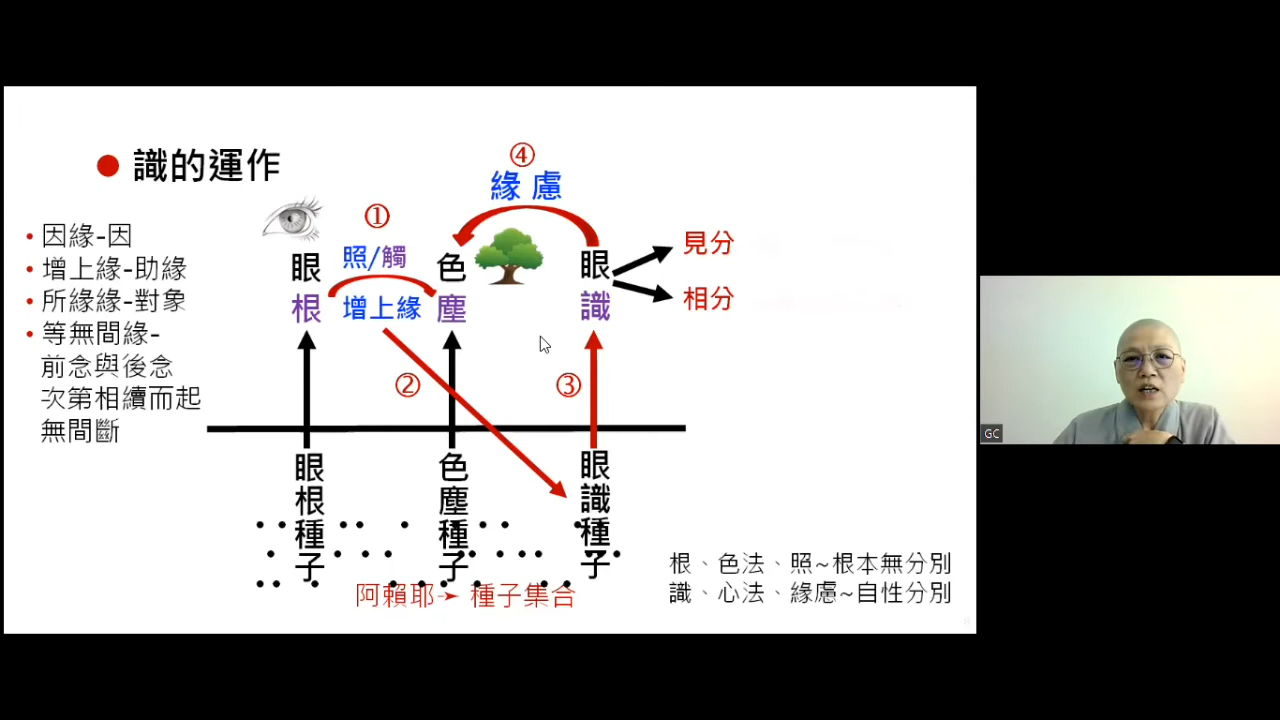 識的運作
因緣-因
增上緣-助緣
所緣緣-對象
等無間緣-
前念與後念
次第相續而起
無間斷
①
照/觸
增上緣
眼根
色塵
④
緣慮
眼識
見分
相分
②
③
眼根種子
色塵種子
眼識種子
阿賴耶 種子集合
根、色法、照~根本無分別
識、心法、緣慮~自性分別
GC